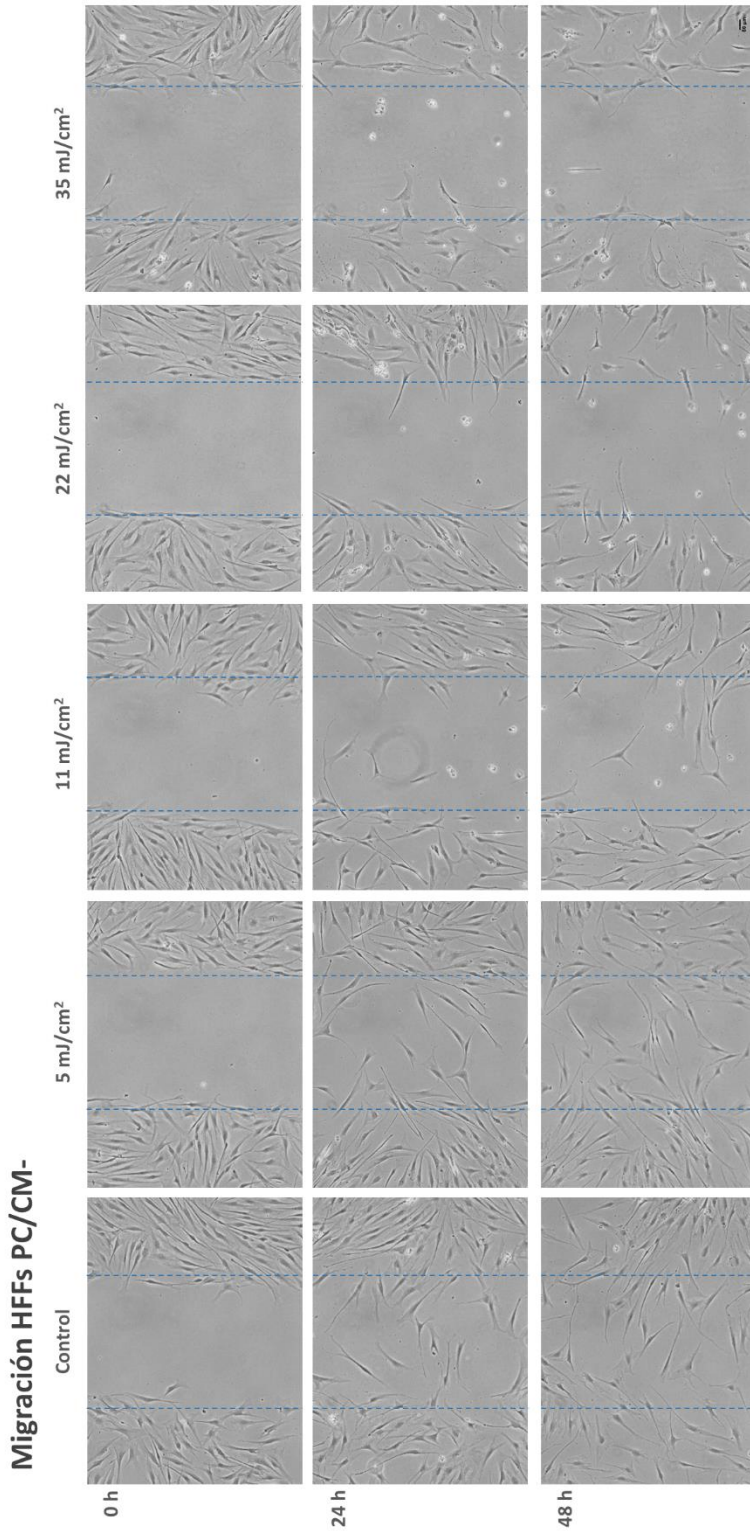 Migración HFFs PC/CM-
Control
5 mJ/cm²
11 mJ/cm²
22 mJ/cm²
35 mJ/cm²
0 h
24 h
48 h